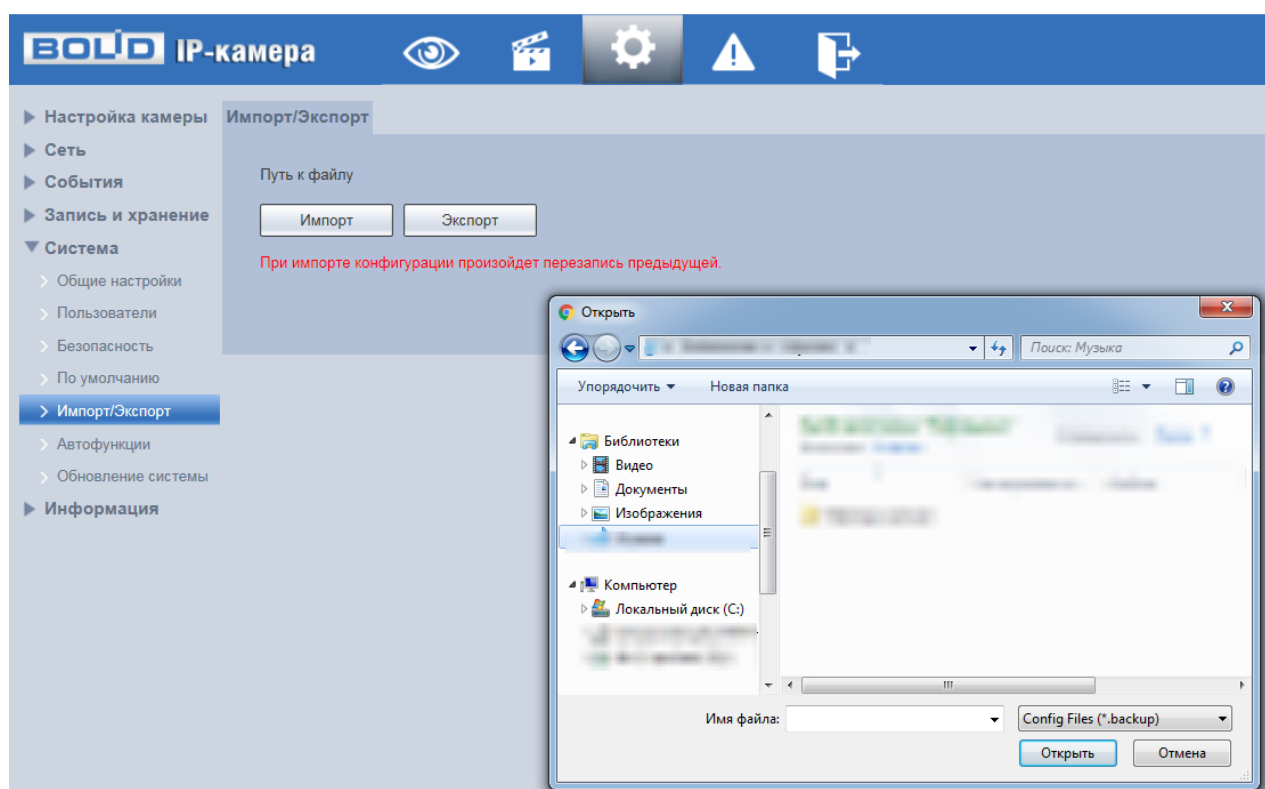 BOLID IP-камера
Настройка камеры
Сеть
События
Запись и хранение
Система
Общие настройки
Пользователи
Безопасность
По умолчанию
Импорт/Экспорт
Автофункции
Обновление системы
Информация
Импорт/Экспорт
Путь к файлу
Импорт Экспорт
При импорте конфигурации произойдет перезапись предыдущей.
Открыть
Поиск: Музыка
Упорядочить Новая папка
Библиотеки
Видео
Документы
Изображения
Компьютер
Локальный диск (C:)
Имя файла: Config Files (*.backup)
Открыть Отмена